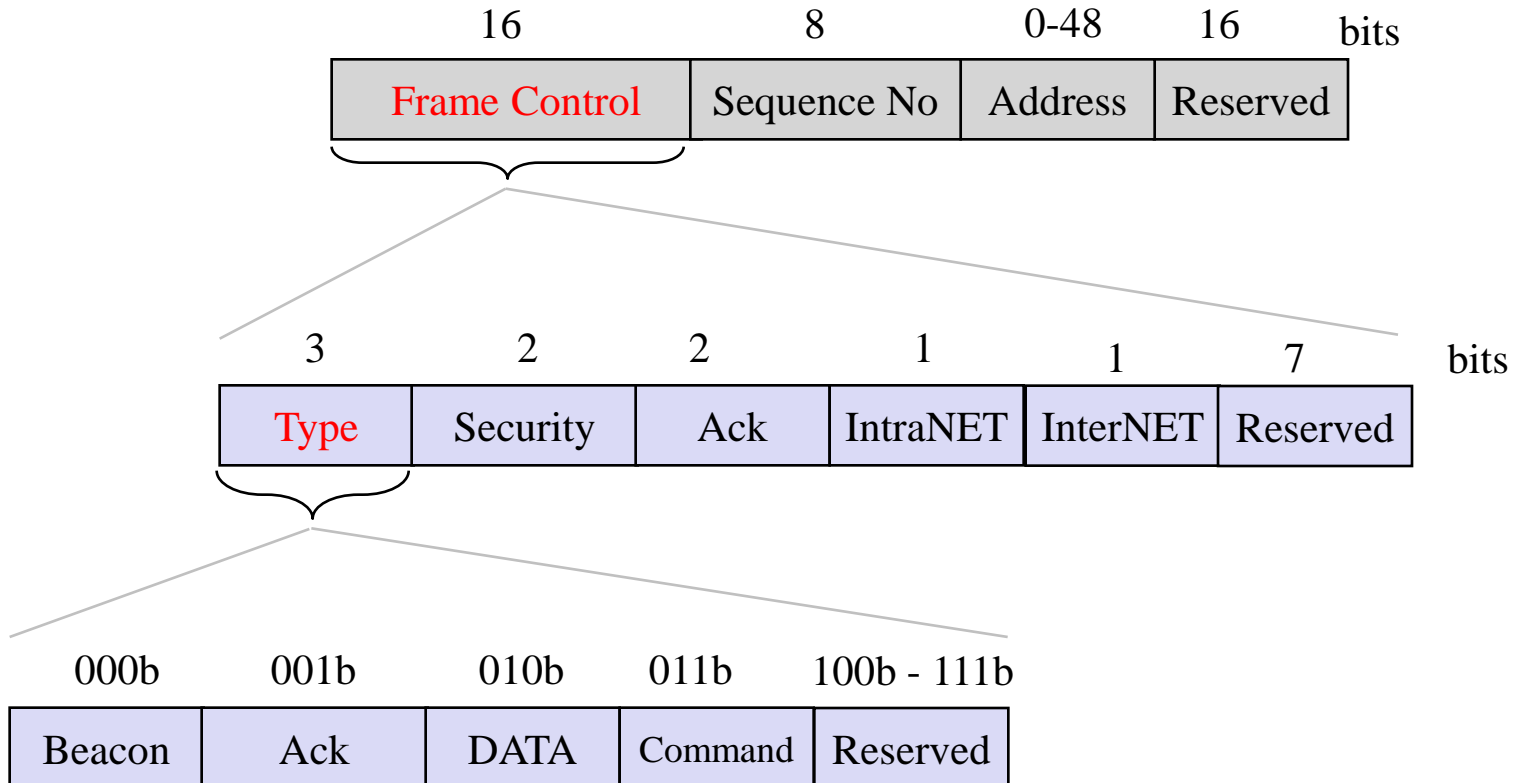 16 8 0-48 16 bits
Frame Control Sequence No Address Reserved
3 2 2 1 1 7 bits
Type Security Ack IntraNET InterNET Reserved
000b 001b 010b 011b 100b - 111b
Beacon Ack DATA Command Reserved